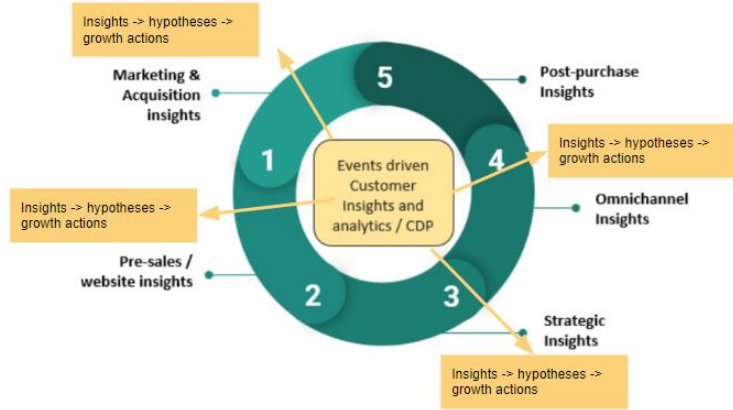 Insights -> hypotheses ->
growth actions
Marketing &
Acquisition
insights
5
Post-purchase
Insights
1
Events driven
Customer
Insights and
analytics / CDP
4
Insights -> hypotheses ->
growth actions
Insights -> hypotheses ->
growth actions
Omnichannel
Insights
Pre-sales /
website insights
2
3
Strategic
Insights
Insights -> hypotheses ->
growth actions